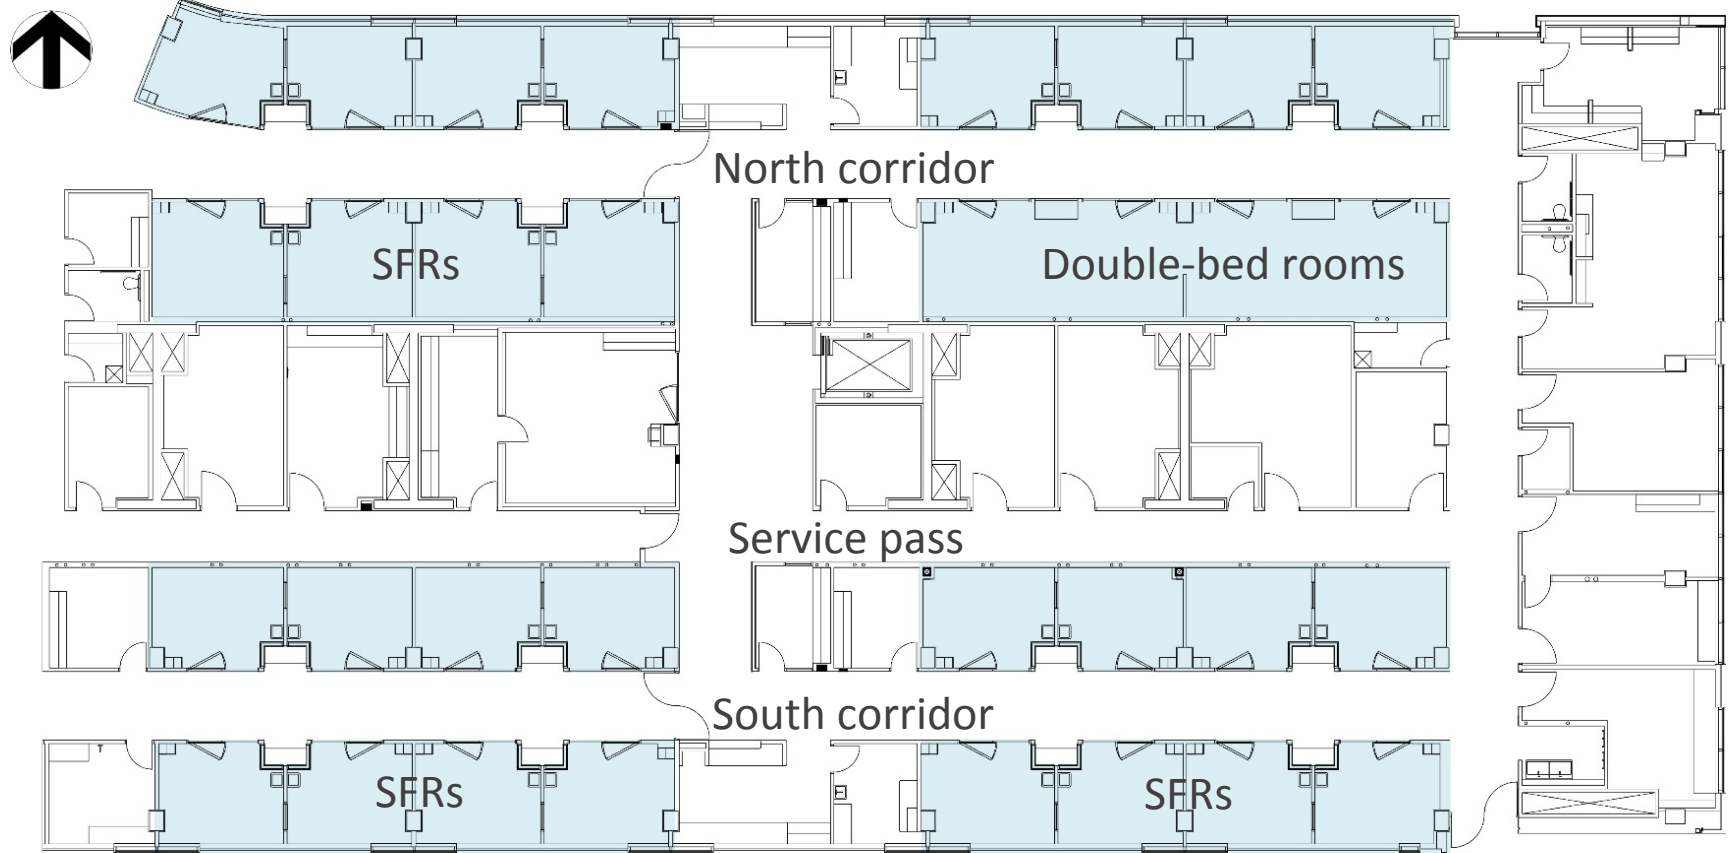 North corridor
SFRs
Double-bed rooms
Service pass
South corridor
SFRs
SFRs